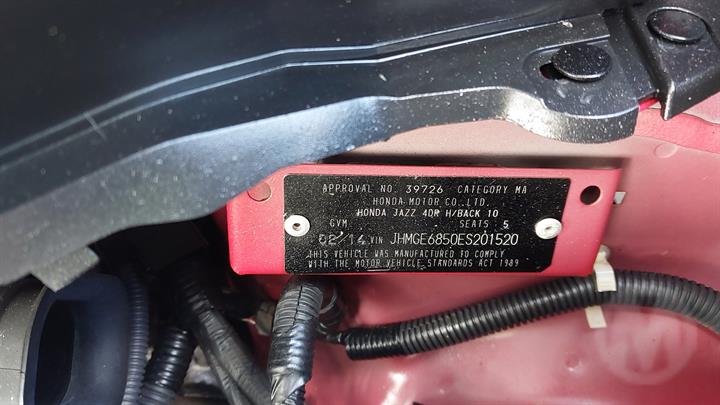 APPROVAL NO. 39726 CATEGORY MA
HONDA MOTOR CO.,LTD.
HONDA JAZZ 4DR H/BACK 10
GVM - SEATS 5
02/14 VIN JHMGE6850ES201520
THIS VEHICLE WAS MANUFACTURED TO COMPLY
WITH THE MOTOR VEHICLE STANDARDS ACT 1989